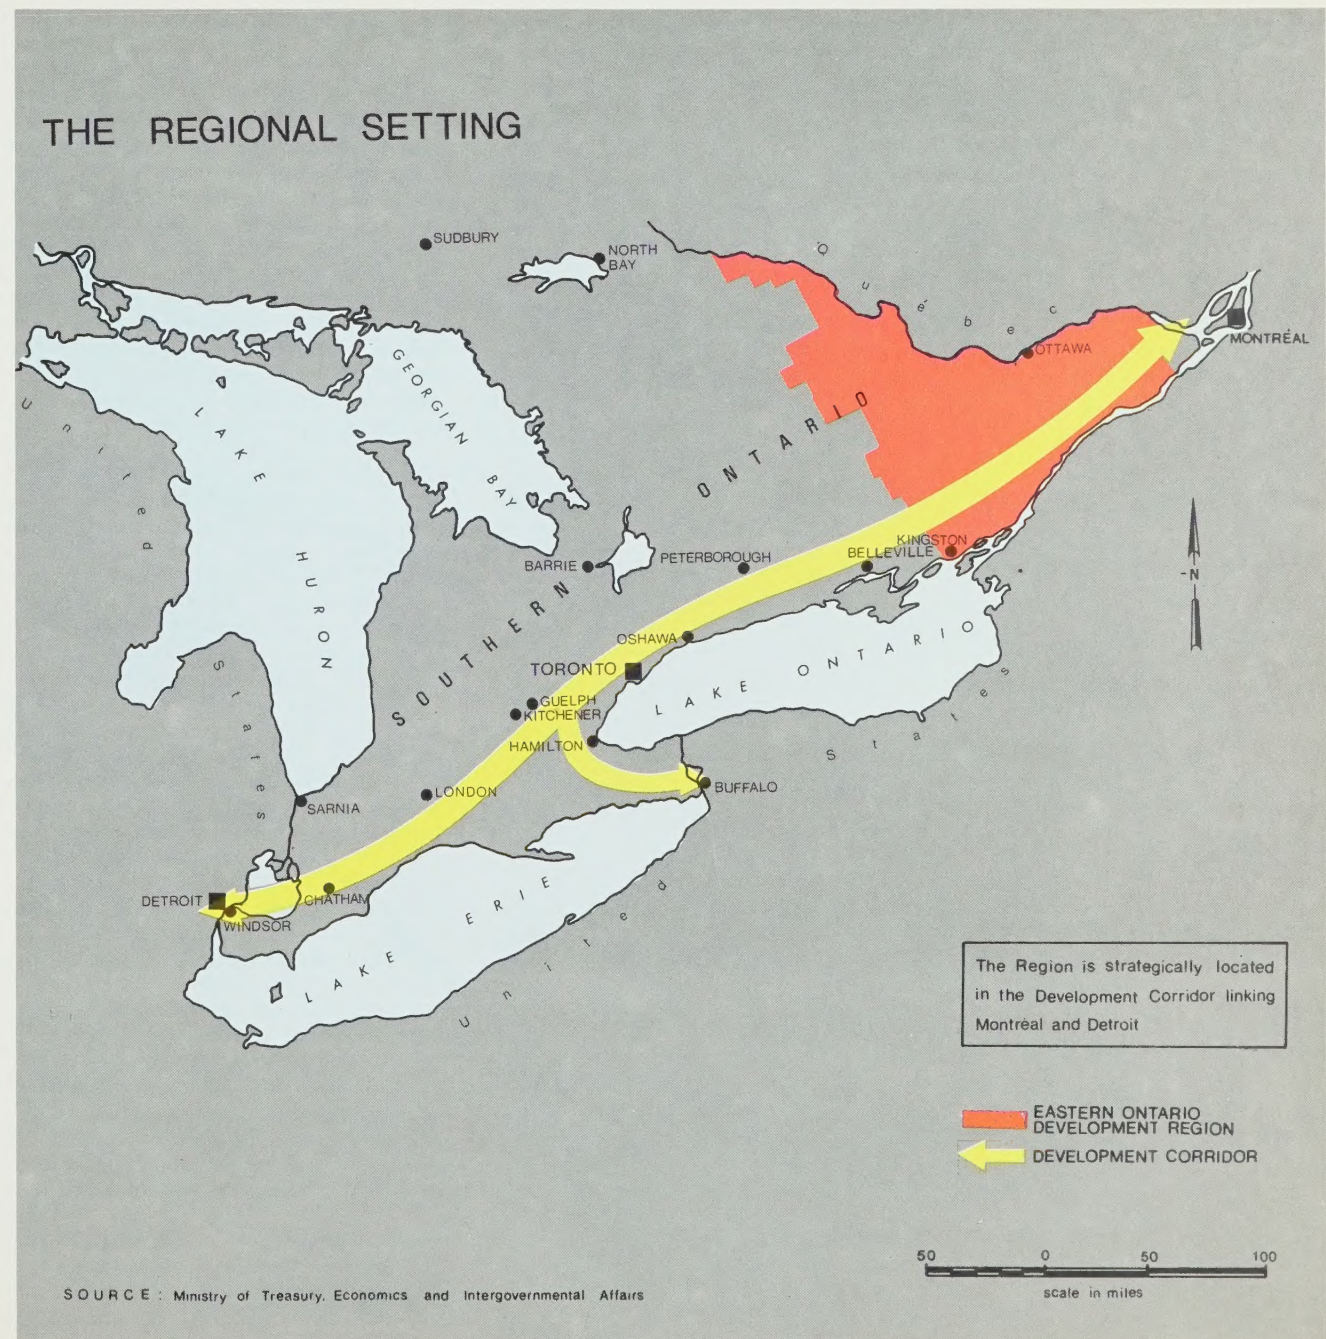 THE REGIONAL SETTING
SUDBURY
NORTH
BAY
Québec
MONTRÉAL
OTTAWA
GEORGIAN BAY
LAKE HURON
United States
SOUTHERN ONTARIO
KINGSTON
BELLEVILLE
PETERBOROUGH
BARRIE
N
OSHAWA
TORONTO
LAKE ONTARIO
GUELPH
KITCHENER
HAMILTON
BUFFALO
LONDON
SARNIA
DETROIT
WINDSOR
CHATHAM
LAKE ERIE
United States
The Region is strategically located
in the Development Corridor linking
Montréal and Detroit
EASTERN ONTARIO
DEVELOPMENT REGION
DEVELOPMENT CORRIDOR
50 0 50 100
scale in miles
SOURCE: Ministry of Treasury, Economics and Intergovernmental Affairs